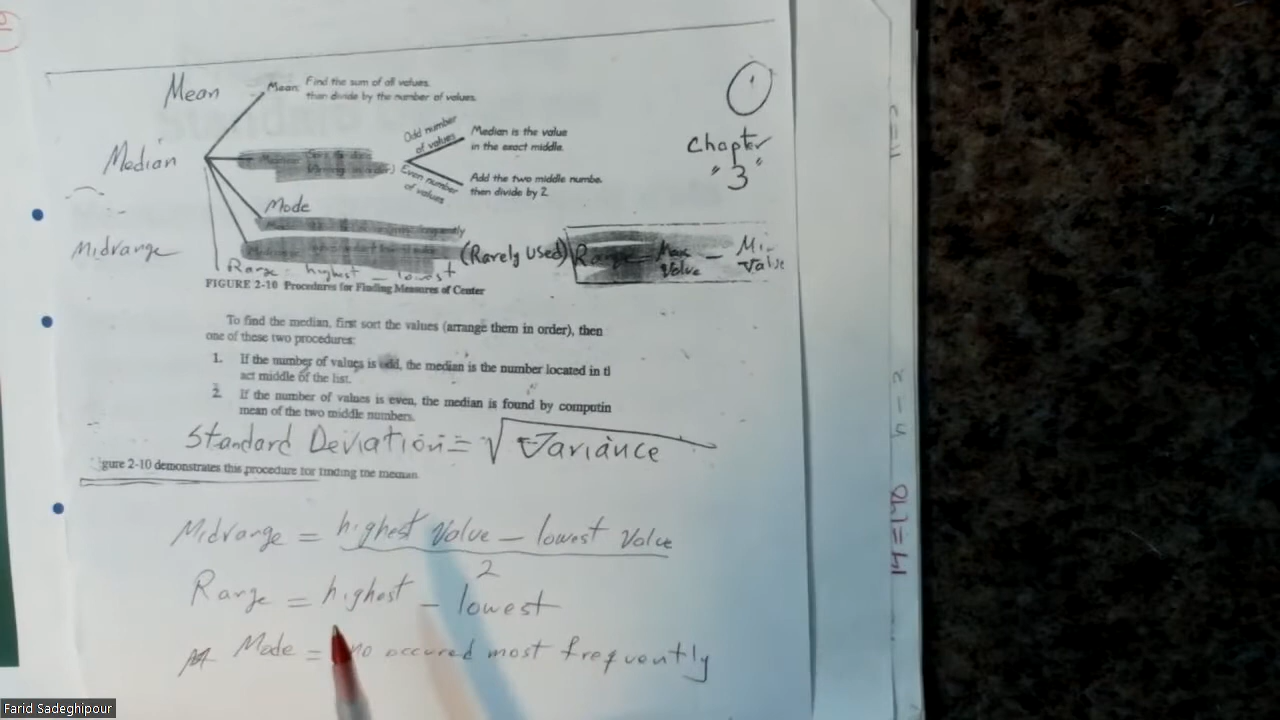 Mean
Mean: Find the sum of all values.
then divide by the number of values.
1
Chapter
"3"
Median
Odd number
of values
Median is the value
in the exact middle.
Even number
of values
Add the two middle numbe.
then divide by 2.
Mode
Midrange
(Rarely Used)
Range = Max Value - Mi. Value
Range = highest - lowest
FIGURE 2-10 Procedures for Finding Measures of Center
To find the median, first sort the values (arrange them in order), then
one of these two procedures:
1. If the number of values is odd, the median is the number located in tl
act middle of the list.
2. If the number of values is even, the median is found by computin
mean of the two middle numbers.
Standard Deviation = √Variance
gure 2-10 demonstrates this procedure for finding the median
Midrange = highest Value - lowest Value
2
Range = highest - lowest
Mode = no occured most frequently
Farid Sadeghipour